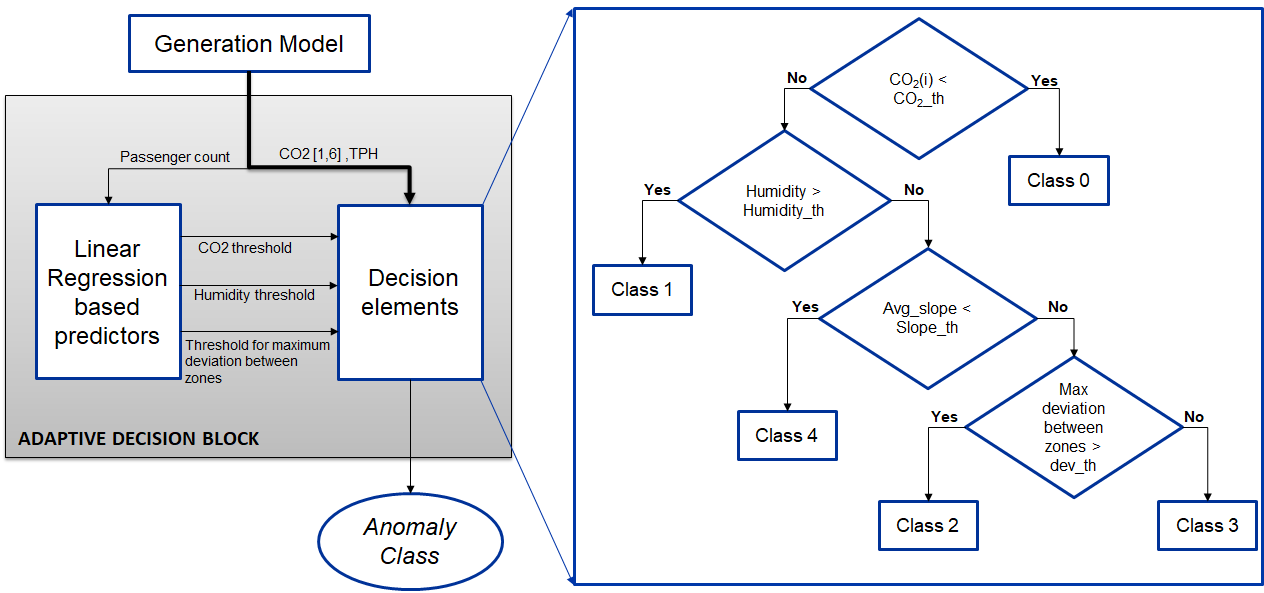 Generation Model
Passenger count
CO2 [1,6] ,TPH
Linear
Regression
based
predictors
CO2 threshold
Humidity threshold
Threshold for maximum
deviation between
zones
Decision
elements
ADAPTIVE DECISION BLOCK
Anomaly
Class
CO₂(i) <
CO₂_th
No
Yes
Class 0
Humidity >
Humidity_th
Yes
No
Class 1
Avg_slope <
Slope_th
Yes
No
Class 4
Max
deviation
between
zones >
dev_th
Yes
No
Class 2
Class 3